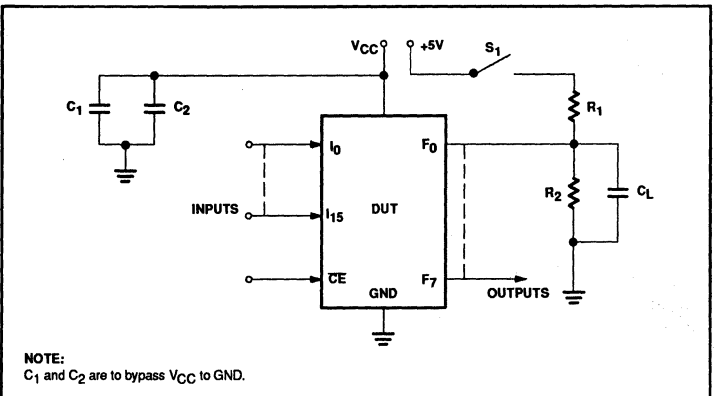 VCC +5V S1
C1 C2 R1
I0 F0
R2 CL
INPUTS I15 DUT
CE F7
GND OUTPUTS
NOTE:
C1 and C2 are to bypass VCC to GND.